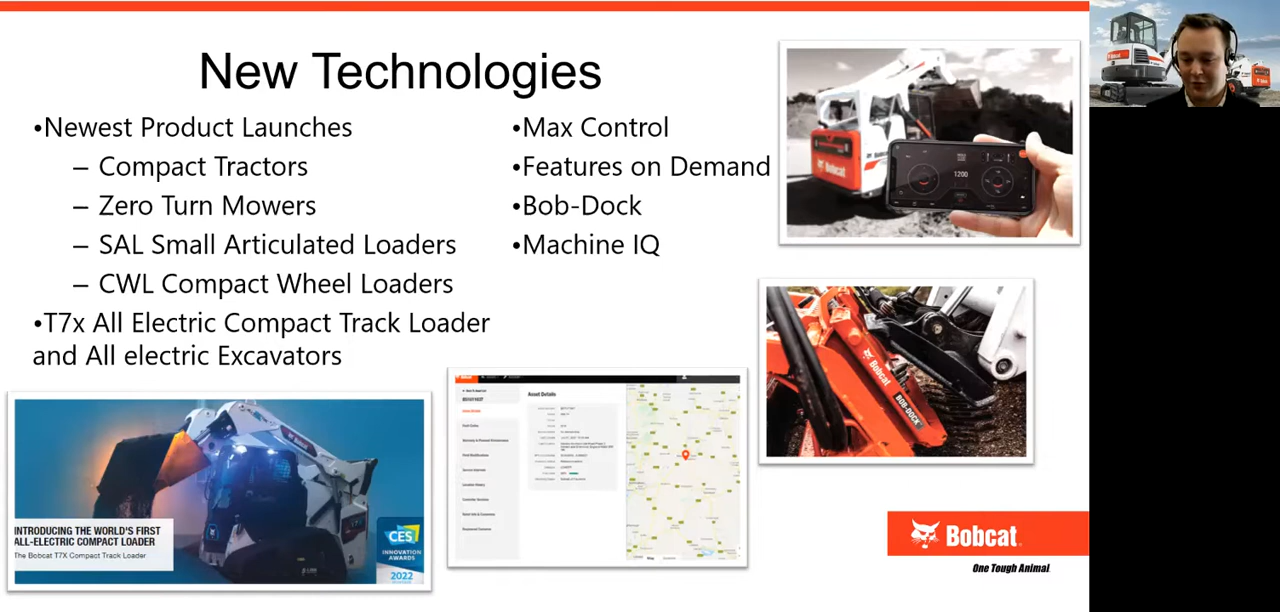 New Technologies
•Newest Product Launches
– Compact Tractors
– Zero Turn Mowers
– SAL Small Articulated Loaders
– CWL Compact Wheel Loaders
•T7x All Electric Compact Track Loader
and All electric Excavators
•Max Control
•Features on Demand
•Bob-Dock
•Machine IQ
Bobcat
1200
Bobcat
BOB-DOCK
INTRODUCING THE WORLD'S FIRST
ALL-ELECTRIC COMPACT LOADER
The Bobcat T7X Compact Track Loader
CES
INNOVATION
AWARDS
2022
Asset Details
Bobcat
One Tough Animal